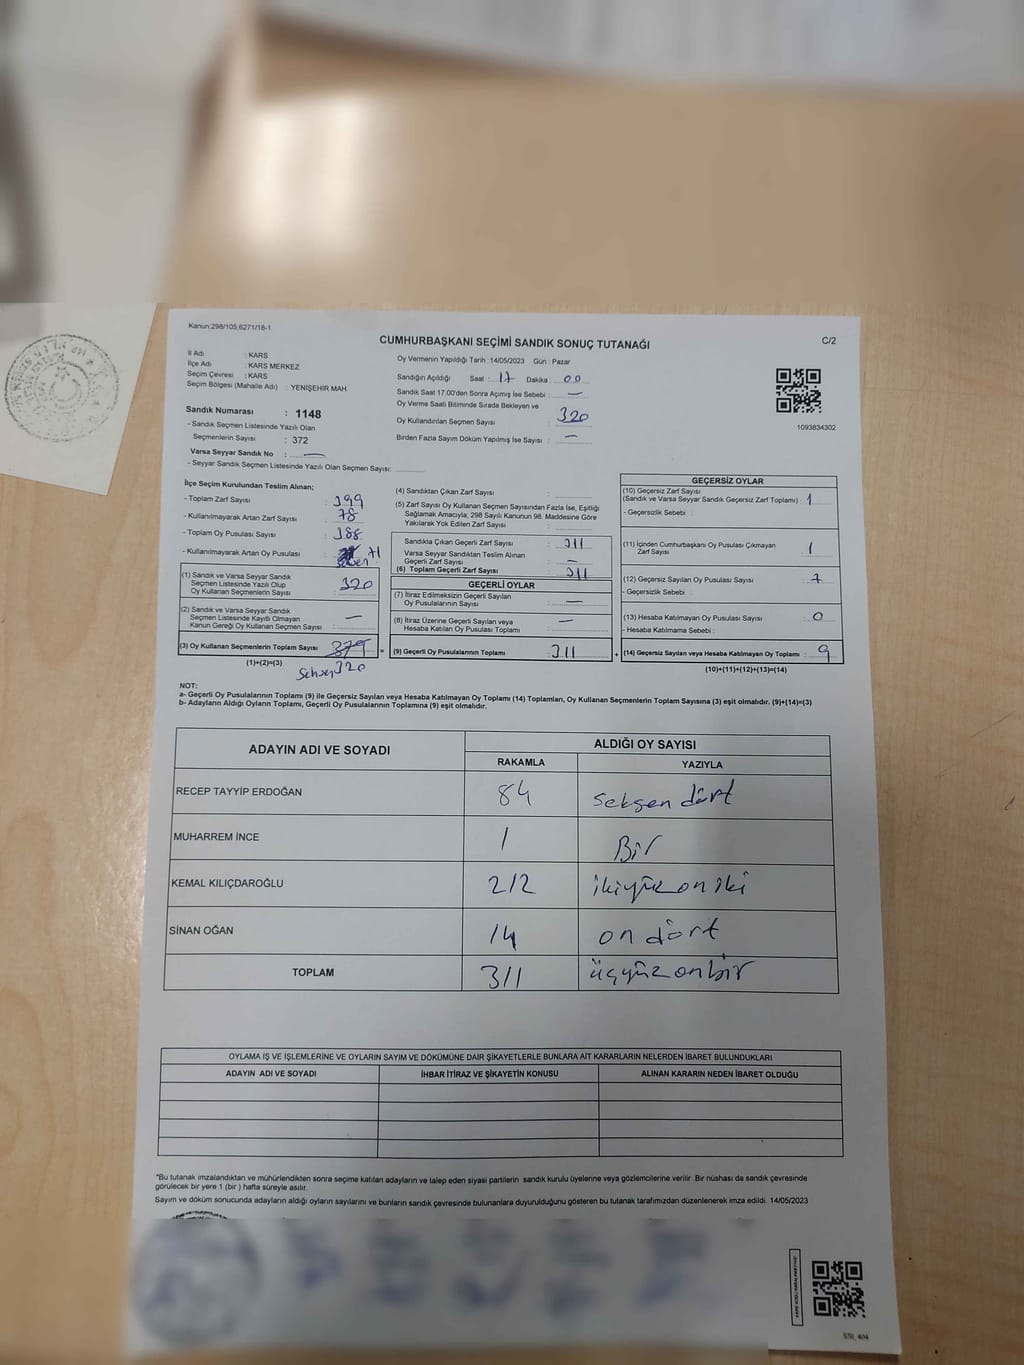 Kanun:298/105;6271/18-1
CUMHURBAŞKANI SEÇİMİ SANDIK SONUÇ TUTANAĞI
C/2
İl Adı : KARS
İlçe Adı : KARS MERKEZ
Seçim Çevresi : KARS
Seçim Bölgesi (Mahalle Adı) : YENİŞEHİR MAH.
Sandık Numarası : 1148
- Sandık Seçmen Listesinde Yazılı Olan
Seçmenlerin Sayısı : 372
Varsa Seyyar Sandık No : —
- Seyyar Sandık Seçmen Listesinde Yazılı Olan Seçmen Sayısı:
Oy Vermenin Yapıldığı Tarih : 14/05/2023 Gün : Pazar
Sandığın Açıldığı Saat : 17 Dakika : 00
Sandık Saat 17:00'den Sonra Açımış İse Sebebi : —
Oy Verme Saati Bitiminde Sırada Bekleyen ve
Oy Kullandırılan Seçmen Sayısı : 320
Birden Fazla Sayım Döküm Yapılmış İse Sayısı : —
1093834302
İlçe Seçim Kurulundan Teslim Alınan;
- Toplam Zarf Sayısı : 399
- Kullanılmayarak Artan Zarf Sayısı : 78
- Toplam Oy Pusulası Sayısı : 388
- Kullanılmayarak Artan Oy Pusulası : 71
(1) Sandık ve Varsa Seyyar Sandık
Seçmen Listesinde Yazılı Olup
Oy Kullanan Seçmenlerin Sayısı : 320
(2) Sandık ve Varsa Seyyar Sandık
Seçmen Listesinde Kayıtlı Olmayan
Kanun Gereği Oy Kullanan Seçmen Sayısı : —
(3) Oy Kullanan Seçmenlerin Toplam Sayısı : 379
(1)+(2)=(3)
320
(4) Sandıktan Çıkan Zarf Sayısı :
(5) Zarf Sayısı Oy Kullanan Seçmen Sayısından Fazla İse, Eşitliği
Sağlamak Amacıyla; 298 Sayılı Kanunun 98. Maddesine Göre
Yakılarak Yok Edilen Zarf Sayısı :
Sandıkta Çıkan Geçerli Zarf Sayısı : 311
Varsa Seyyar Sandıktan Teslim Alınan
Geçerli Zarf Sayısı : —
(6) Toplam Geçerli Zarf Sayısı : 311
GEÇERLİ OYLAR
(7) İtiraz Edilmeksizin Geçerli Sayılan
Oy Pusulalarının Sayısı : —
(8) İtiraz Üzerine Geçerli Sayılan veya
Hesaba Katılan Oy Pusulası Toplamı : —
= (9) Geçerli Oy Pusulalarının Toplamı : 311
GEÇERSİZ OYLAR
(10) Geçersiz Zarf Sayısı
(Sandık ve Varsa Seyyar Sandık Geçersiz Zarf Toplamı) : 1
- Geçersizlik Sebebi :
(11) İçinden Cumhurbaşkanı Oy Pusulası Çıkmayan
Zarf Sayısı : 1
(12) Geçersiz Sayılan Oy Pusulası Sayısı : 7
- Geçersizlik Sebebi :
(13) Hesaba Katılmayan Oy Pusulası Sayısı : 0
- Hesaba Katılmama Sebebi :
+ (14) Geçersiz Sayılan veya Hesaba Katılmayan Oy Toplamı : 9
(10)+(11)+(12)+(13)=(14)
NOT:
a- Geçerli Oy Pusulalarının Toplamı (9) ile Geçersiz Sayılan veya Hesaba Katılmayan Oy Toplamı (14) Toplamları, Oy Kullanan Seçmenlerin Toplam Sayısına (3) eşit olmalıdır. (9)+(14)=(3)
b- Adayların Aldığı Oyların Toplamı, Geçerli Oy Pusulalarının Toplamına (9) eşit olmalıdır.
ADAYIN ADI VE SOYADI ALDIĞI OY SAYISI
RAKAMLA YAZIYLA
RECEP TAYYİP ERDOĞAN 84 seksen dört
MUHARREM İNCE 1 Bir
KEMAL KILIÇDAROĞLU 212 ikiyüz on iki
SİNAN OĞAN 14 on dört
TOPLAM 311 üçyüz on bir
OYLAMA İŞ VE İŞLEMLERİNE VE OYLARIN SAYIM VE DÖKÜMÜNE DAİR ŞİKAYETLERLE BUNLARA AİT KARARLARIN NELERDEN İBARET BULUNDUKLARI
ADAYIN ADI VE SOYADI İHBAR İTİRAZ VE ŞİKAYETİN KONUSU ALINAN KARARIN NEDEN İBARET OLDUĞU
*Bu tutanak imzalandıktan ve mühürlendikten sonra seçime katılan adayların ve talep eden siyasi partilerin sandık kurulu üyelerine veya gözlemcilerine verilir. Bir nüshası da sandık çevresinde
görülecek bir yere 1 (bir ) hafta süreyle asılır.
Sayım ve döküm sonucunda adayların aldığı oyların sayılarını ve bunların sandık çevresinde bulunanlara duyurulduğunu gösteren bu tutanak tarafımızdan düzenlenerek imza edildi. 14/05/2023